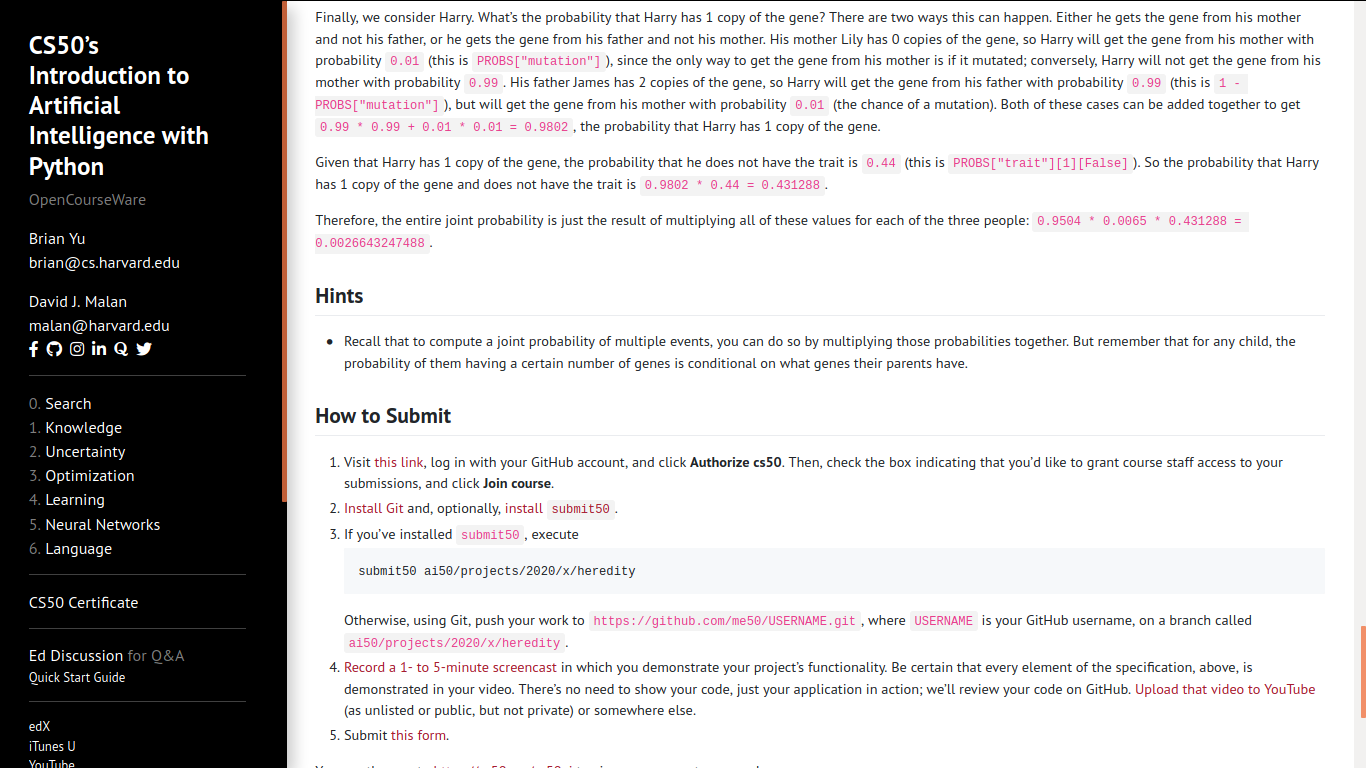 CS50’s
Introduction to
Artificial
Intelligence with
Python
OpenCourseWare
Brian Yu
brian@cs.harvard.edu
David J. Malan
malan@harvard.edu
0. Search
1. Knowledge
2. Uncertainty
3. Optimization
4. Learning
5. Neural Networks
6. Language
CS50 Certificate
Ed Discussion for Q&A
Quick Start Guide
edX
iTunes U
YouTube
Finally, we consider Harry. What’s the probability that Harry has 1 copy of the gene? There are two ways this can happen. Either he gets the gene from his mother
and not his father, or he gets the gene from his father and not his mother. His mother Lily has 0 copies of the gene, so Harry will get the gene from his mother with
probability 0.01 (this is PROBS["mutation"] ), since the only way to get the gene from his mother is if it mutated; conversely, Harry will not get the gene from his
mother with probability 0.99 . His father James has 2 copies of the gene, so Harry will get the gene from his father with probability 0.99 (this is 1 -
PROBS["mutation"] ), but will get the gene from his mother with probability 0.01 (the chance of a mutation). Both of these cases can be added together to get
0.99 * 0.99 + 0.01 * 0.01 = 0.9802 , the probability that Harry has 1 copy of the gene.
Given that Harry has 1 copy of the gene, the probability that he does not have the trait is 0.44 (this is PROBS["trait"][1][False] ). So the probability that Harry
has 1 copy of the gene and does not have the trait is 0.9802 * 0.44 = 0.431288 .
Therefore, the entire joint probability is just the result of multiplying all of these values for each of the three people: 0.9504 * 0.0065 * 0.431288 =
0.0026643247488 .
Hints
• Recall that to compute a joint probability of multiple events, you can do so by multiplying those probabilities together. But remember that for any child, the
probability of them having a certain number of genes is conditional on what genes their parents have.
How to Submit
1. Visit this link, log in with your GitHub account, and click Authorize cs50. Then, check the box indicating that you’d like to grant course staff access to your
submissions, and click Join course.
2. Install Git and, optionally, install submit50 .
3. If you’ve installed submit50 , execute
submit50 ai50/projects/2020/x/heredity
Otherwise, using Git, push your work to https://github.com/me50/USERNAME.git , where USERNAME is your GitHub username, on a branch called
ai50/projects/2020/x/heredity .
4. Record a 1- to 5-minute screencast in which you demonstrate your project’s functionality. Be certain that every element of the specification, above, is
demonstrated in your video. There’s no need to show your code, just your application in action; we’ll review your code on GitHub. Upload that video to YouTube
(as unlisted or public, but not private) or somewhere else.
5. Submit this form.